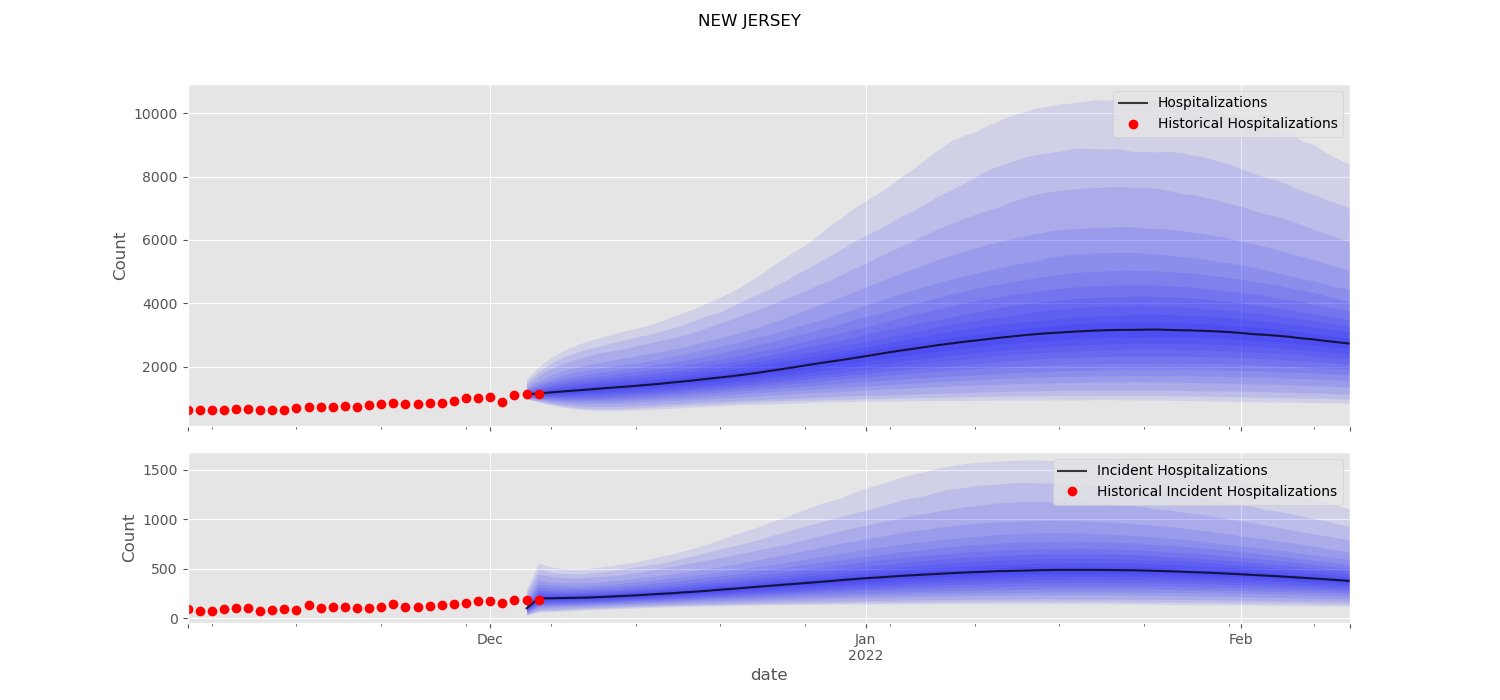 NEW JERSEY
10000
8000
6000
4000
2000
Count
Hospitalizations
Historical Hospitalizations
1500
1000
500
0
Count
Incident Hospitalizations
Historical Incident Hospitalizations
Dec
Jan
2022
Feb
date